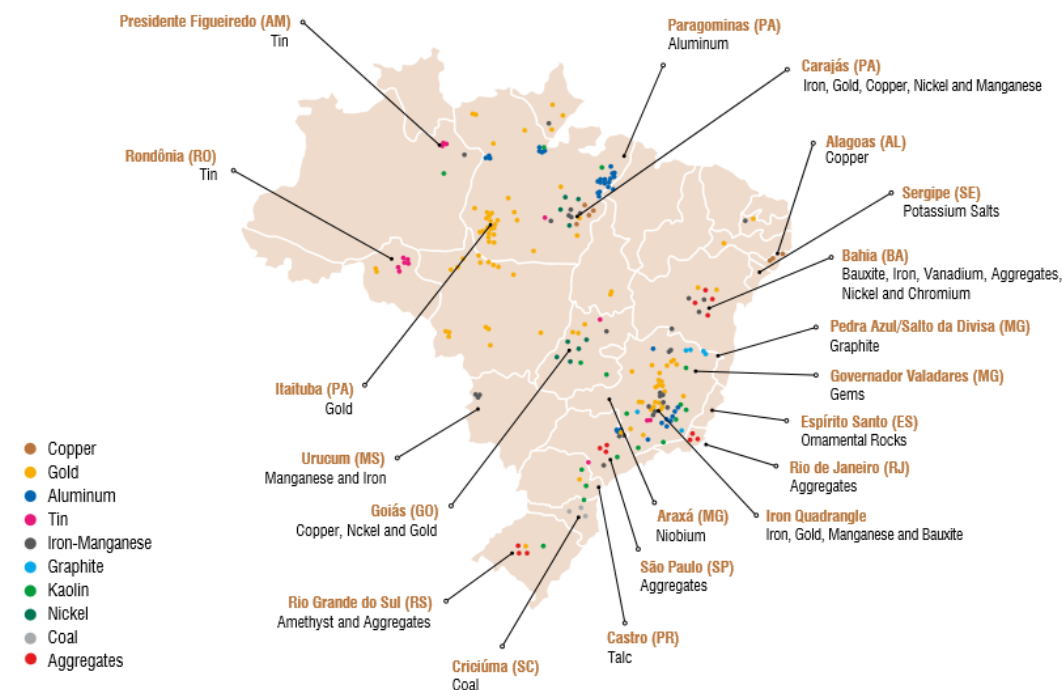 Presidente Figueiredo (AM)
Tin
Paragominas (PA)
Aluminum
Carajás (PA)
Iron, Gold, Copper, Nickel and Manganese
Rondônia (RO)
Tin
Alagoas (AL)
Copper
Sergipe (SE)
Potassium Salts
Bahia (BA)
Bauxite, Iron, Vanadium, Aggregates,
Nickel and Chromium
Pedra Azul/Salto da Divisa (MG)
Graphite
Governador Valadares (MG)
Gems
Itaituba (PA)
Gold
Espírito Santo (ES)
Ornamental Rocks
Urucum (MS)
Manganese and Iron
Rio de Janeiro (RJ)
Aggregates
Goiás (GO)
Copper, Nckel and Gold
Araxá (MG)
Niobium
Iron Quadrangle
Iron, Gold, Manganese and Bauxite
São Paulo (SP)
Aggregates
Rio Grande do Sul (RS)
Amethyst and Aggregates
Castro (PR)
Talc
Criciúma (SC)
Coal
Copper
Gold
Aluminum
Tin
Iron-Manganese
Graphite
Kaolin
Nickel
Coal
Aggregates